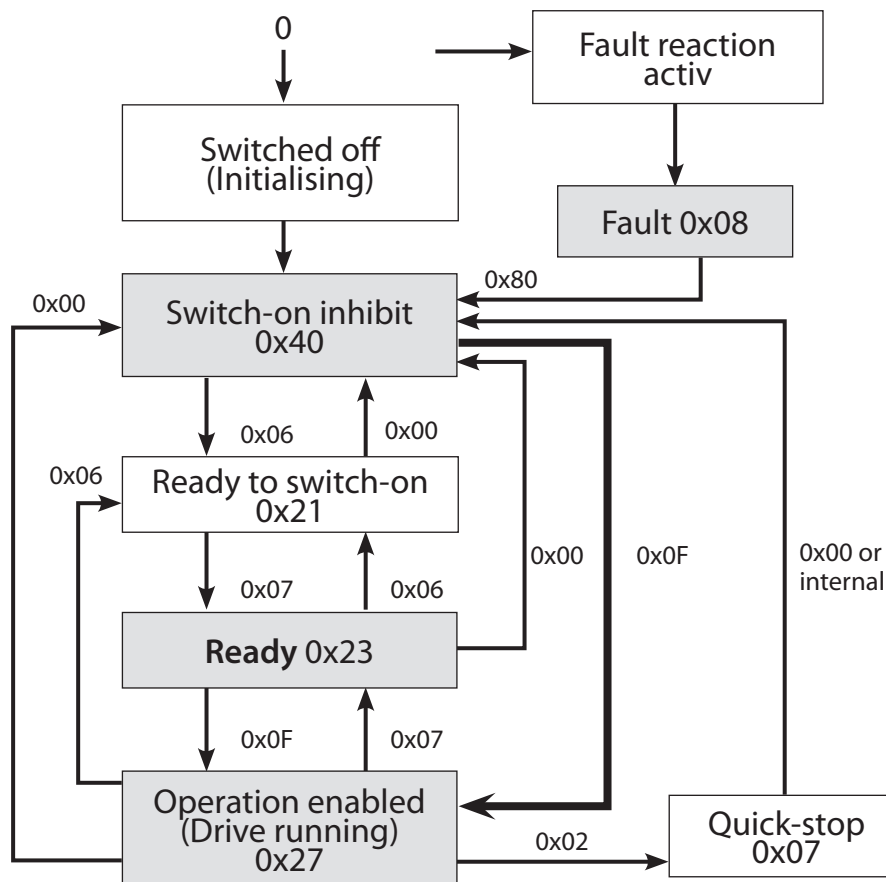 0
Fault reaction
activ
Switched off
(Initialising)
Fault 0x08
0x80
0x00
Switch-on inhibit
0x40
0x06
0x00
0x06
Ready to switch-on
0x21
0x00
0x0F
0x00 or
internal
0x07
0x06
Ready 0x23
0x0F
0x07
Operation enabled
(Drive running)
0x27
0x02
Quick-stop
0x07